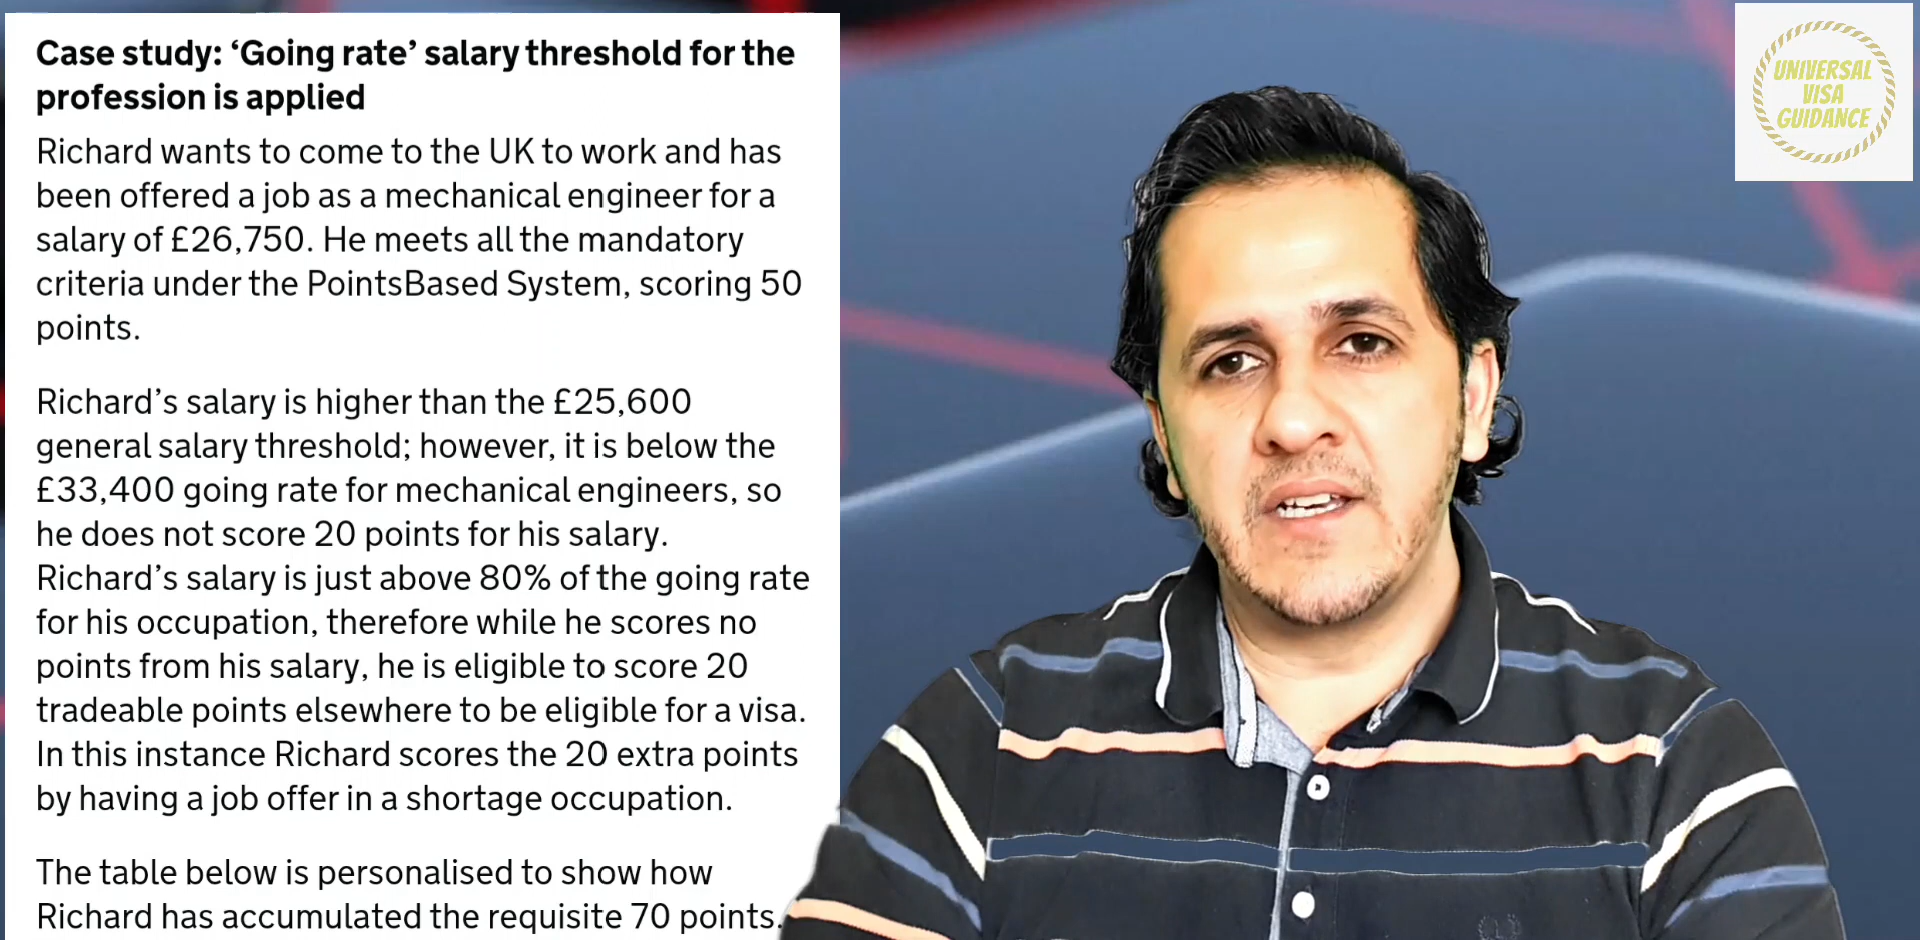 Case study: ‘Going rate’ salary threshold for the
profession is applied
Richard wants to come to the UK to work and has
been offered a job as a mechanical engineer for a
salary of £26,750. He meets all the mandatory
criteria under the PointsBased System, scoring 50
points.
Richard’s salary is higher than the £25,600
general salary threshold; however, it is below the
£33,400 going rate for mechanical engineers, so
he does not score 20 points for his salary.
Richard’s salary is just above 80% of the going rate
for his occupation, therefore while he scores no
points from his salary, he is eligible to score 20
tradeable points elsewhere to be eligible for a visa.
In this instance Richard scores the 20 extra points
by having a job offer in a shortage occupation.
The table below is personalised to show how
Richard has accumulated the requisite 70 points.
UNIVERSAL
VISA
GUIDANCE